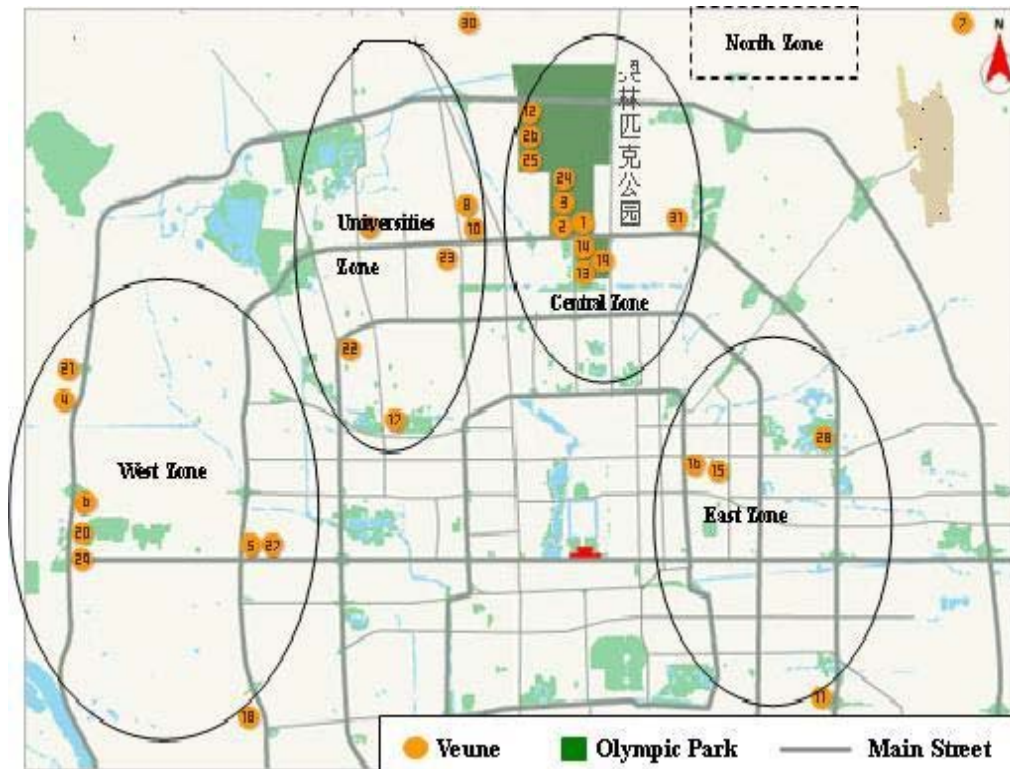 30
7
N
North Zone
奥林匹克公园
12
26
25
24
3
2
1
31
8
10
Universities
Zone
23
14
19
13
Central Zone
22
21
4
17
28
16
15
West Zone
East Zone
6
20
29
5
27
11
18
Veune
Olympic Park
Main Street